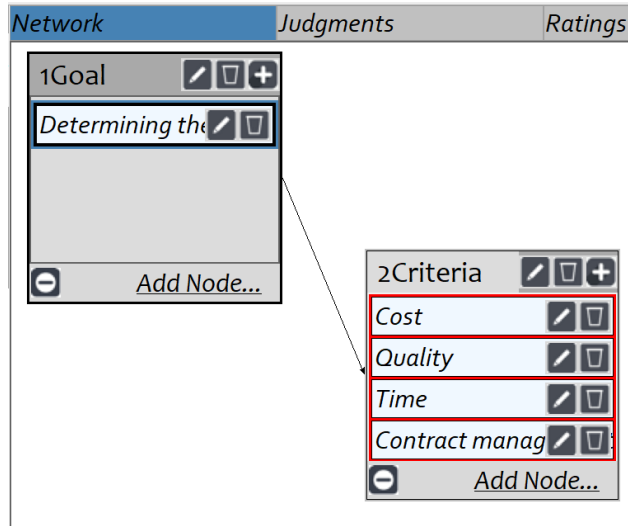 Network Judgments Ratings
1Goal
Determining the
Add Node...
2Criteria
Cost
Quality
Time
Contract manag
Add Node...